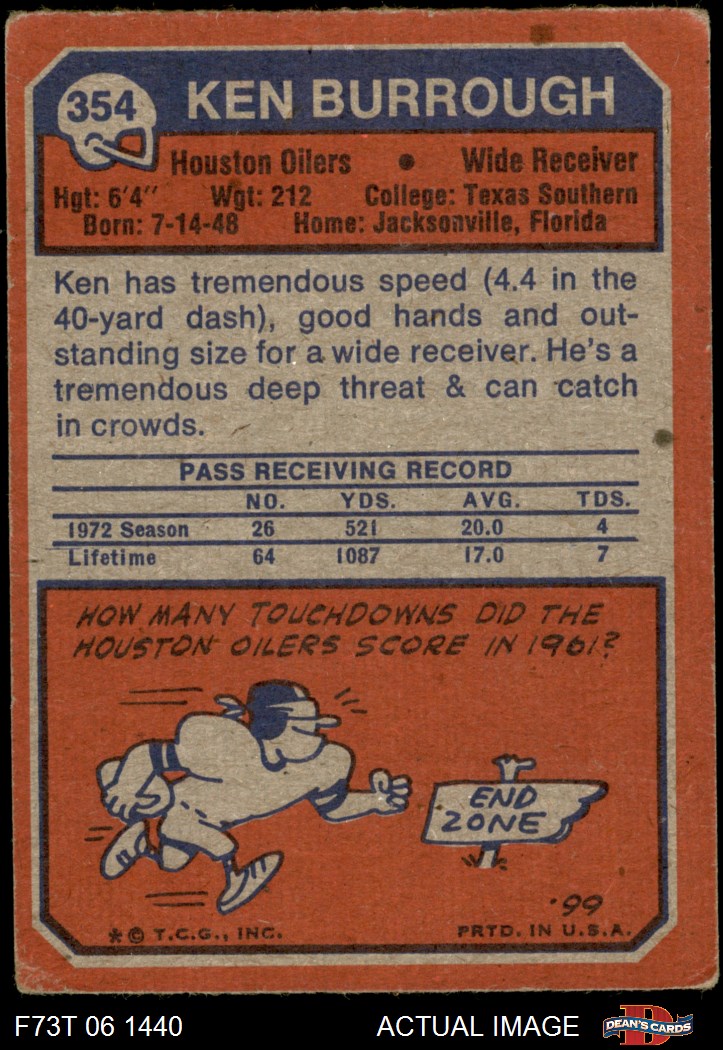 354
KEN BURROUGH
Houston Oilers • Wide Receiver
Hgt: 6'4" Wgt: 212 College: Texas Southern
Born: 7-14-48 Home: Jacksonville, Florida
Ken has tremendous speed (4.4 in the
40-yard dash), good hands and out-
standing size for a wide receiver. He's a
tremendous deep threat & can catch
in crowds.
PASS RECEIVING RECORD
NO. YDS. AVG. TDS.
1972 Season 26 521 20.0 4
Lifetime 64 1087 17.0 7
HOW MANY TOUCHDOWNS DID THE
HOUSTON OILERS SCORE IN 1961?
END
ZONE
'99
* © T.C.G., INC. PRTD. IN U.S.A.
F73T 06 1440 ACTUAL IMAGE
D
DEAN'S CARDS